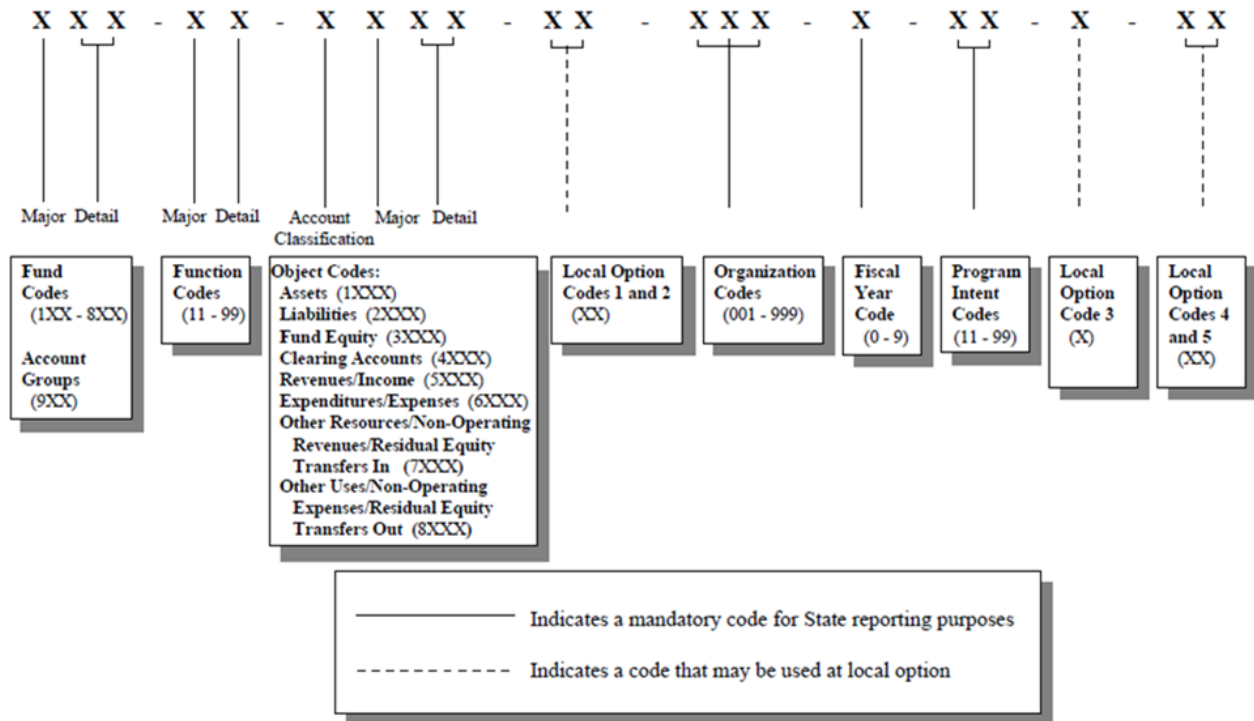 X X X - X X - X X X X - X X - X X X - X - X X - X - X X
Major Detail Major Detail Account Classification Major Detail
Fund
Codes
(1XX - 8XX)
Account
Groups
(9XX)
Function
Codes
(11 - 99)
Object Codes:
Assets (1XXX)
Liabilities (2XXX)
Fund Equity (3XXX)
Clearing Accounts (4XXX)
Revenues/Income (5XXX)
Expenditures/Expenses (6XXX)
Other Resources/Non-Operating
Revenues/Residual Equity
Transfers In (7XXX)
Other Uses/Non-Operating
Expenses/Residual Equity
Transfers Out (8XXX)
Local Option
Codes 1 and 2
(XX)
Organization
Codes
(001 - 999)
Fiscal
Year
Code
(0 - 9)
Program
Intent
Codes
(11 - 99)
Local
Option
Code 3
(X)
Local
Option
Codes 4
and 5
(XX)
Indicates a mandatory code for State reporting purposes
Indicates a code that may be used at local option